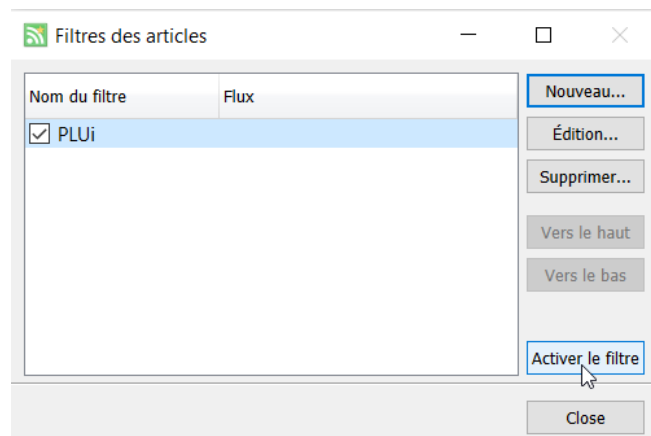 Filtres des articles
Nom du filtre Flux
PLUi
Nouveau...
Édition...
Supprimer...
Vers le haut
Vers le bas
Activer le filtre
Close